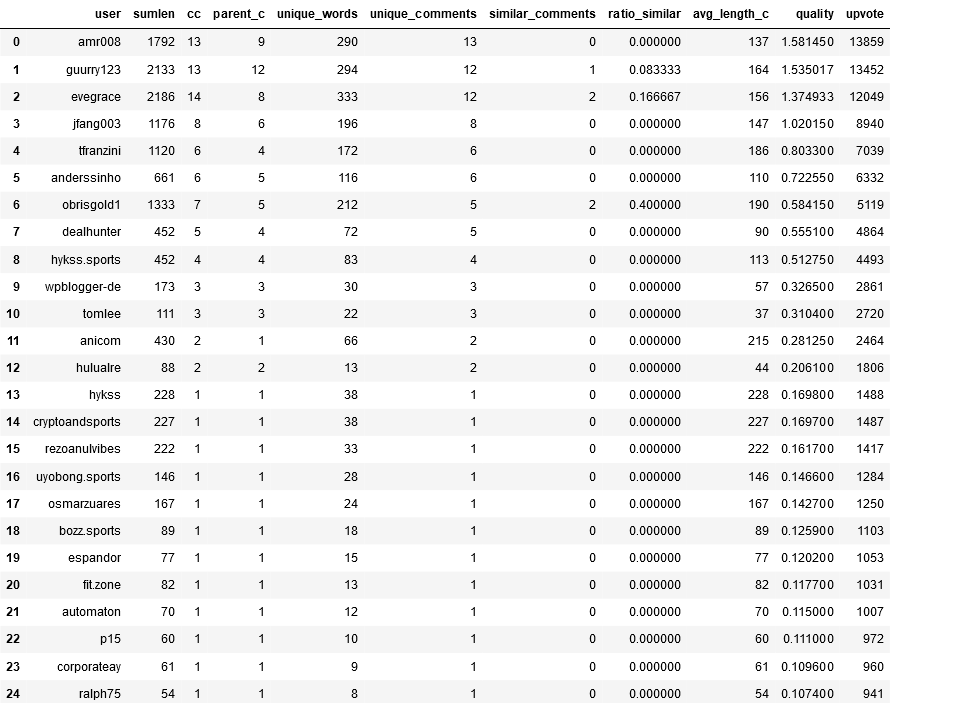 user sumlen cc parent_c unique_words unique_comments similar_comments ratio_similar avg_length_c quality upvote
0 amr008 1792 13 9 290 13 0 0.000000 137 1.581450 13859
1 guurry123 2133 13 12 294 12 1 0.083333 164 1.535017 13452
2 evegrace 2186 14 8 333 12 2 0.166667 156 1.374933 12049
3 jfang003 1176 8 6 196 8 0 0.000000 147 1.020150 8940
4 tfranzini 1120 6 4 172 6 0 0.000000 186 0.803300 7039
5 anderssinho 661 6 5 116 6 0 0.000000 110 0.722550 6332
6 obrisgold1 1333 7 5 212 5 2 0.400000 190 0.584150 5119
7 dealhunter 452 5 4 72 5 0 0.000000 90 0.555100 4864
8 hykss.sports 452 4 4 83 4 0 0.000000 113 0.512750 4493
9 wpblogger-de 173 3 3 30 3 0 0.000000 57 0.326500 2861
10 tomlee 111 3 3 22 3 0 0.000000 37 0.310400 2720
11 anicom 430 2 1 66 2 0 0.000000 215 0.281250 2464
12 hulualre 88 2 2 13 2 0 0.000000 44 0.206100 1806
13 hykss 228 1 1 38 1 0 0.000000 228 0.169800 1488
14 cryptoandsports 227 1 1 38 1 0 0.000000 227 0.169700 1487
15 rezoanulvibes 222 1 1 33 1 0 0.000000 222 0.161700 1417
16 uyobong.sports 146 1 1 28 1 0 0.000000 146 0.146600 1284
17 osmarzuares 167 1 1 24 1 0 0.000000 167 0.142700 1250
18 bozz.sports 89 1 1 18 1 0 0.000000 89 0.125900 1103
19 espandor 77 1 1 15 1 0 0.000000 77 0.120200 1053
20 fit.zone 82 1 1 13 1 0 0.000000 82 0.117700 1031
21 automaton 70 1 1 12 1 0 0.000000 70 0.115000 1007
22 p15 60 1 1 10 1 0 0.000000 60 0.111000 972
23 corporateay 61 1 1 9 1 0 0.000000 61 0.109600 960
24 ralph75 54 1 1 8 1 0 0.000000 54 0.107400 941